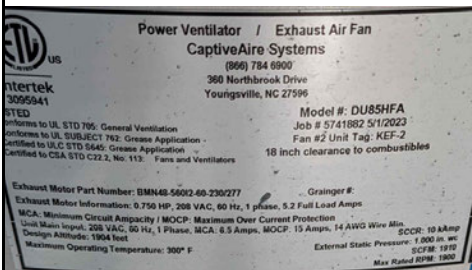 ETL
US
Intertek
3095941
Power Ventilator / Exhaust Air Fan
CaptiveAire Systems
(866) 784 6900
360 Northbrook Drive
Youngsville, NC 27596
Model #: DU85HFA
Job # 5741882 5/1/2023
Fan #2 Unit Tag: KEF-2
18 inch clearance to combustibles
STED
onforms to UL STD 705: General Ventilation
onforms to UL SUBJECT 762: Grease Application
Certified to ULC STD S645: Grease Application
Certified to CSA STD C22.2, No. 113: Fans and Ventilators
Exhaust Motor Part Number: BMN48-560I2-60-230/277 Grainger #:
Exhaust Motor Information: 0.750 HP, 208 VAC, 60 Hz, 1 phase, 5.2 Full Load Amps
MCA: Minimum Circuit Ampacity / MOCP: Maximum Over Current Protection
Unit Main Input: 208 VAC, 60 Hz, 1 Phase, MCA: 6.5 Amps, MOCP: 15 Amps, 14 AWG Wire Min.
Design Altitude: 1904 feet SCCR: 10 kAmp
Maximum Operating Temperature: 300° F External Static Pressure: 1.000 in. wc
SCFM: 1910
Max Rated RPM: 1900